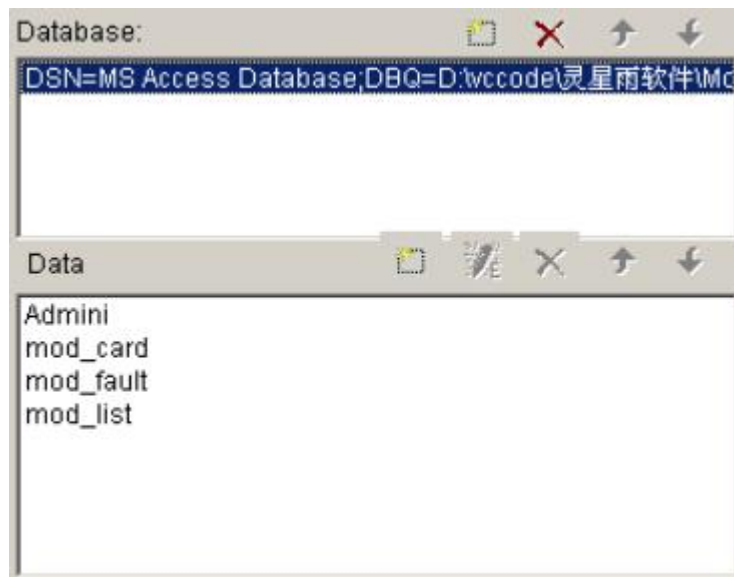 Database:
DSN=MS Access Database;DBQ=D:\vccode\灵星雨软件\Mo
Data
Admini
mod_card
mod_fault
mod_list